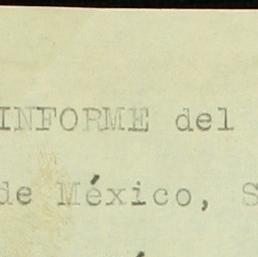 INFORME del
de México, S